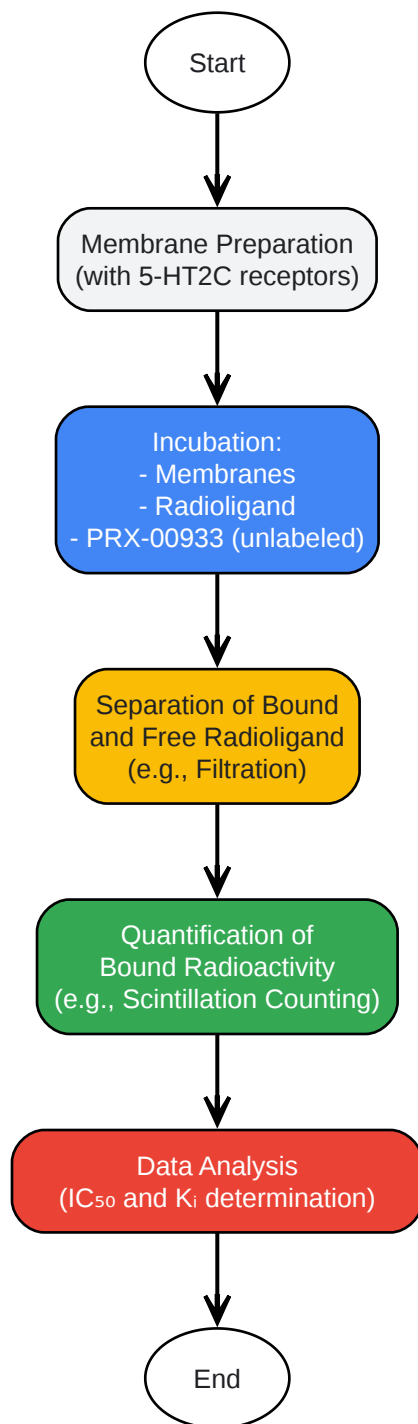 Start
Membrane Preparation
(with 5-HT2C receptors)
Incubation:
- Membranes
- Radioligand
- PRX-00933 (unlabeled)
Separation of Bound
and Free Radioligand
(e.g., Filtration)
Quantification of
Bound Radioactivity
(e.g., Scintillation Counting)
Data Analysis
(IC₅₀ and Kᵢ determination)
End